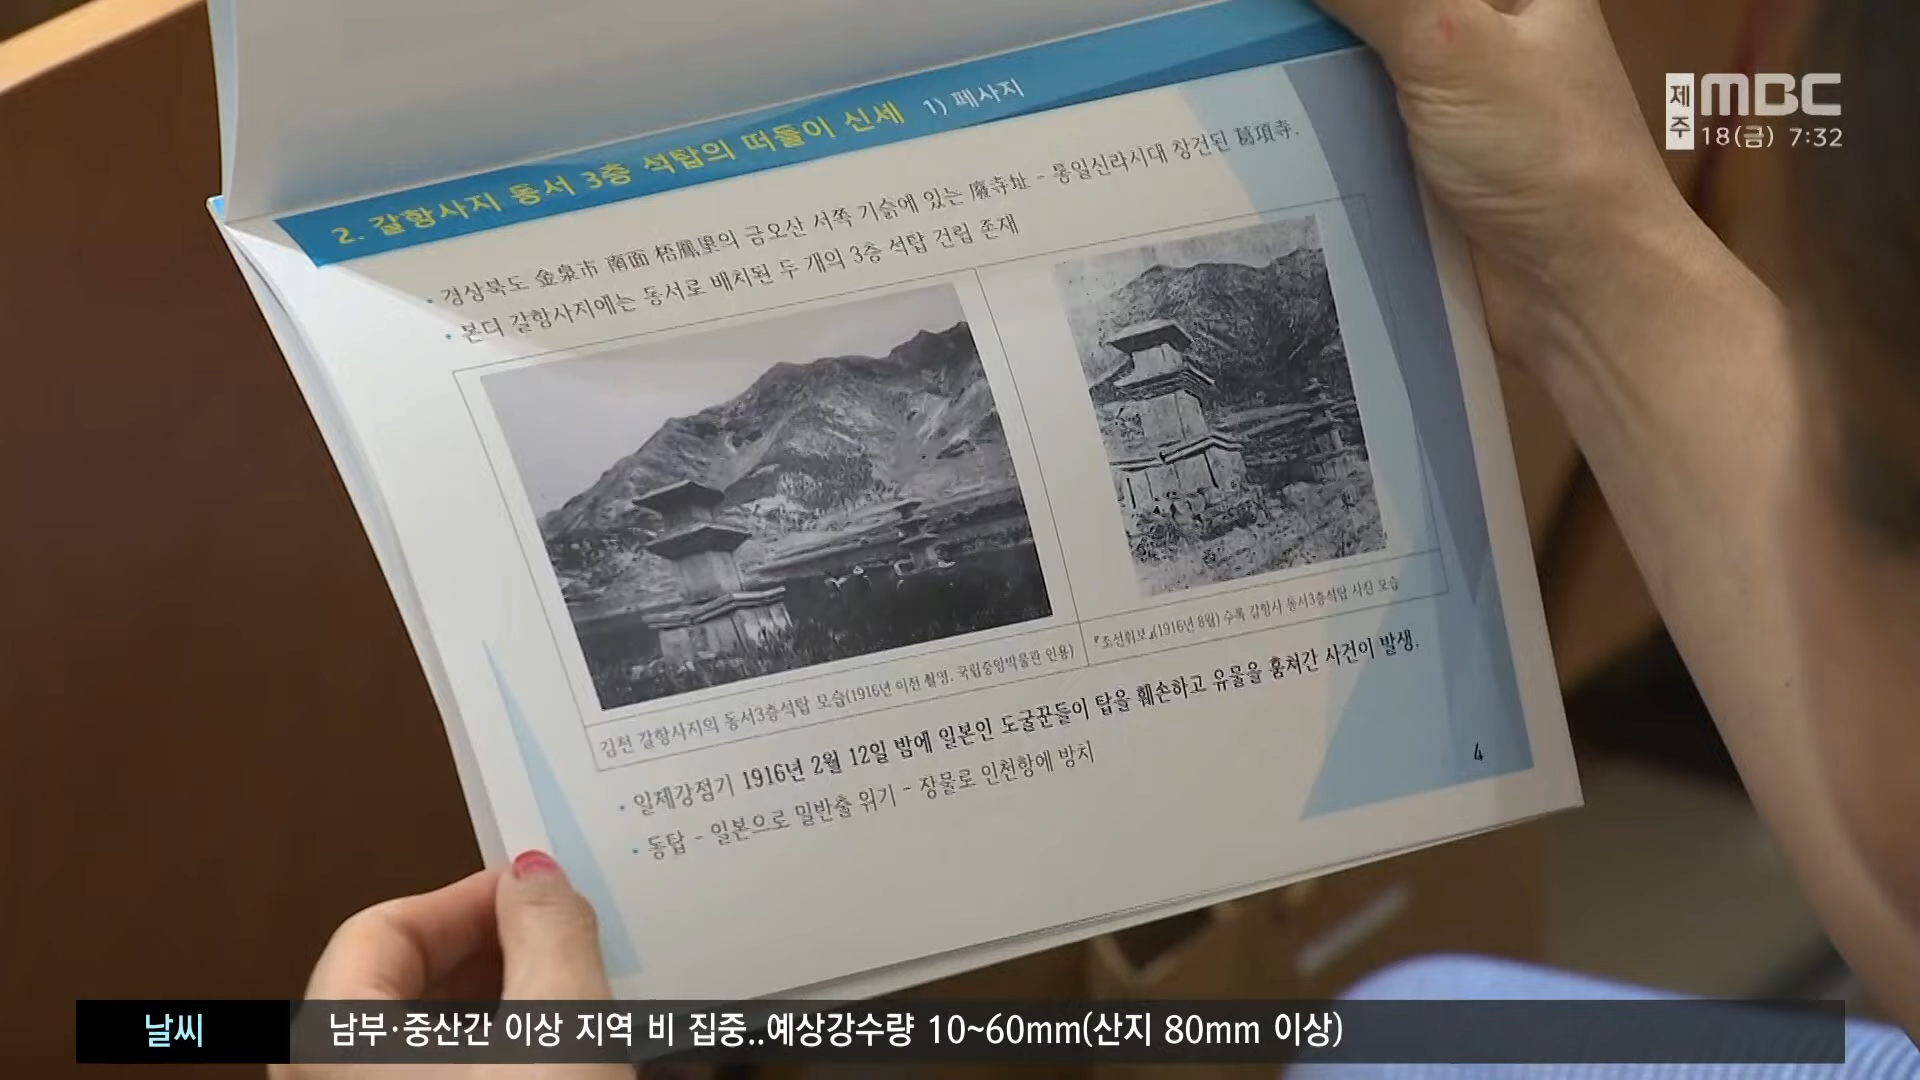 제주 MBC
18(금) 7:32
2. 갈항사지 동서 3층 석탑의 떠돌이 신세 1) 폐사지
• 경상북도 金泉市 南面 梧鳳里의 금오산 서쪽 기슭에 있는 廢寺址 - 통일신라시대 창건된 葛項寺.
• 본디 갈항사지에는 동서로 배치된 두 개의 3층 석탑 건립 존재
김천 갈항사지의 동서3층석탑 모습(1916년 이전 촬영. 국립중앙박물관 인용)
『조선휘보』(1916년 8월) 수록 갈항사 동서3층석탑 사진 모습
• 일제강점기 1916년 2월 12일 밤에 일본인 도굴꾼들이 탑을 훼손하고 유물을 훔쳐간 사건이 발생.
• 동탑 - 일본으로 밀반출 위기 - 장물로 인천항에 방치
4
날씨 남부·중산간 이상 지역 비 집중..예상강수량 10~60mm(산지 80mm 이상)